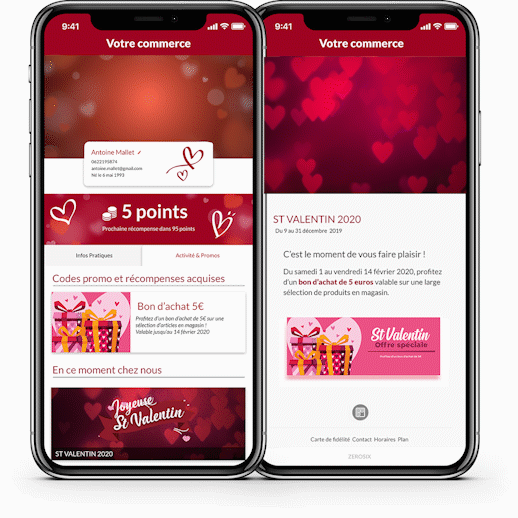 9:41
Votre commerce
Antoine Mallet
0622195874
antoine.mallet@gmail.com
Né le 6 mai 1993
5 points
Prochaine récompense dans 95 points
Infos Pratiques
Activité & Promos
Codes promo et récompenses acquises
Bon d'achat 5€
Profitez d'un bon d'achat de 5€ sur une
sélection d'articles en magasin !
Valable jusqu'au 14 février 2020
En ce moment chez nous
Joyeuse
St Valentin
ST VALENTIN 2020
9:41
Votre commerce
ST VALENTIN 2020
Du 9 au 31 décembre 2019
C'est le moment de vous faire plaisir !
Du samedi 1 au vendredi 14 février 2020, profitez
d'un bon d'achat de 5 euros valable sur une large
sélection de produits en magasin.
St Valentin
Offre spéciale
Carte de fidélité Contact Horaires Plan
ZEROSIX